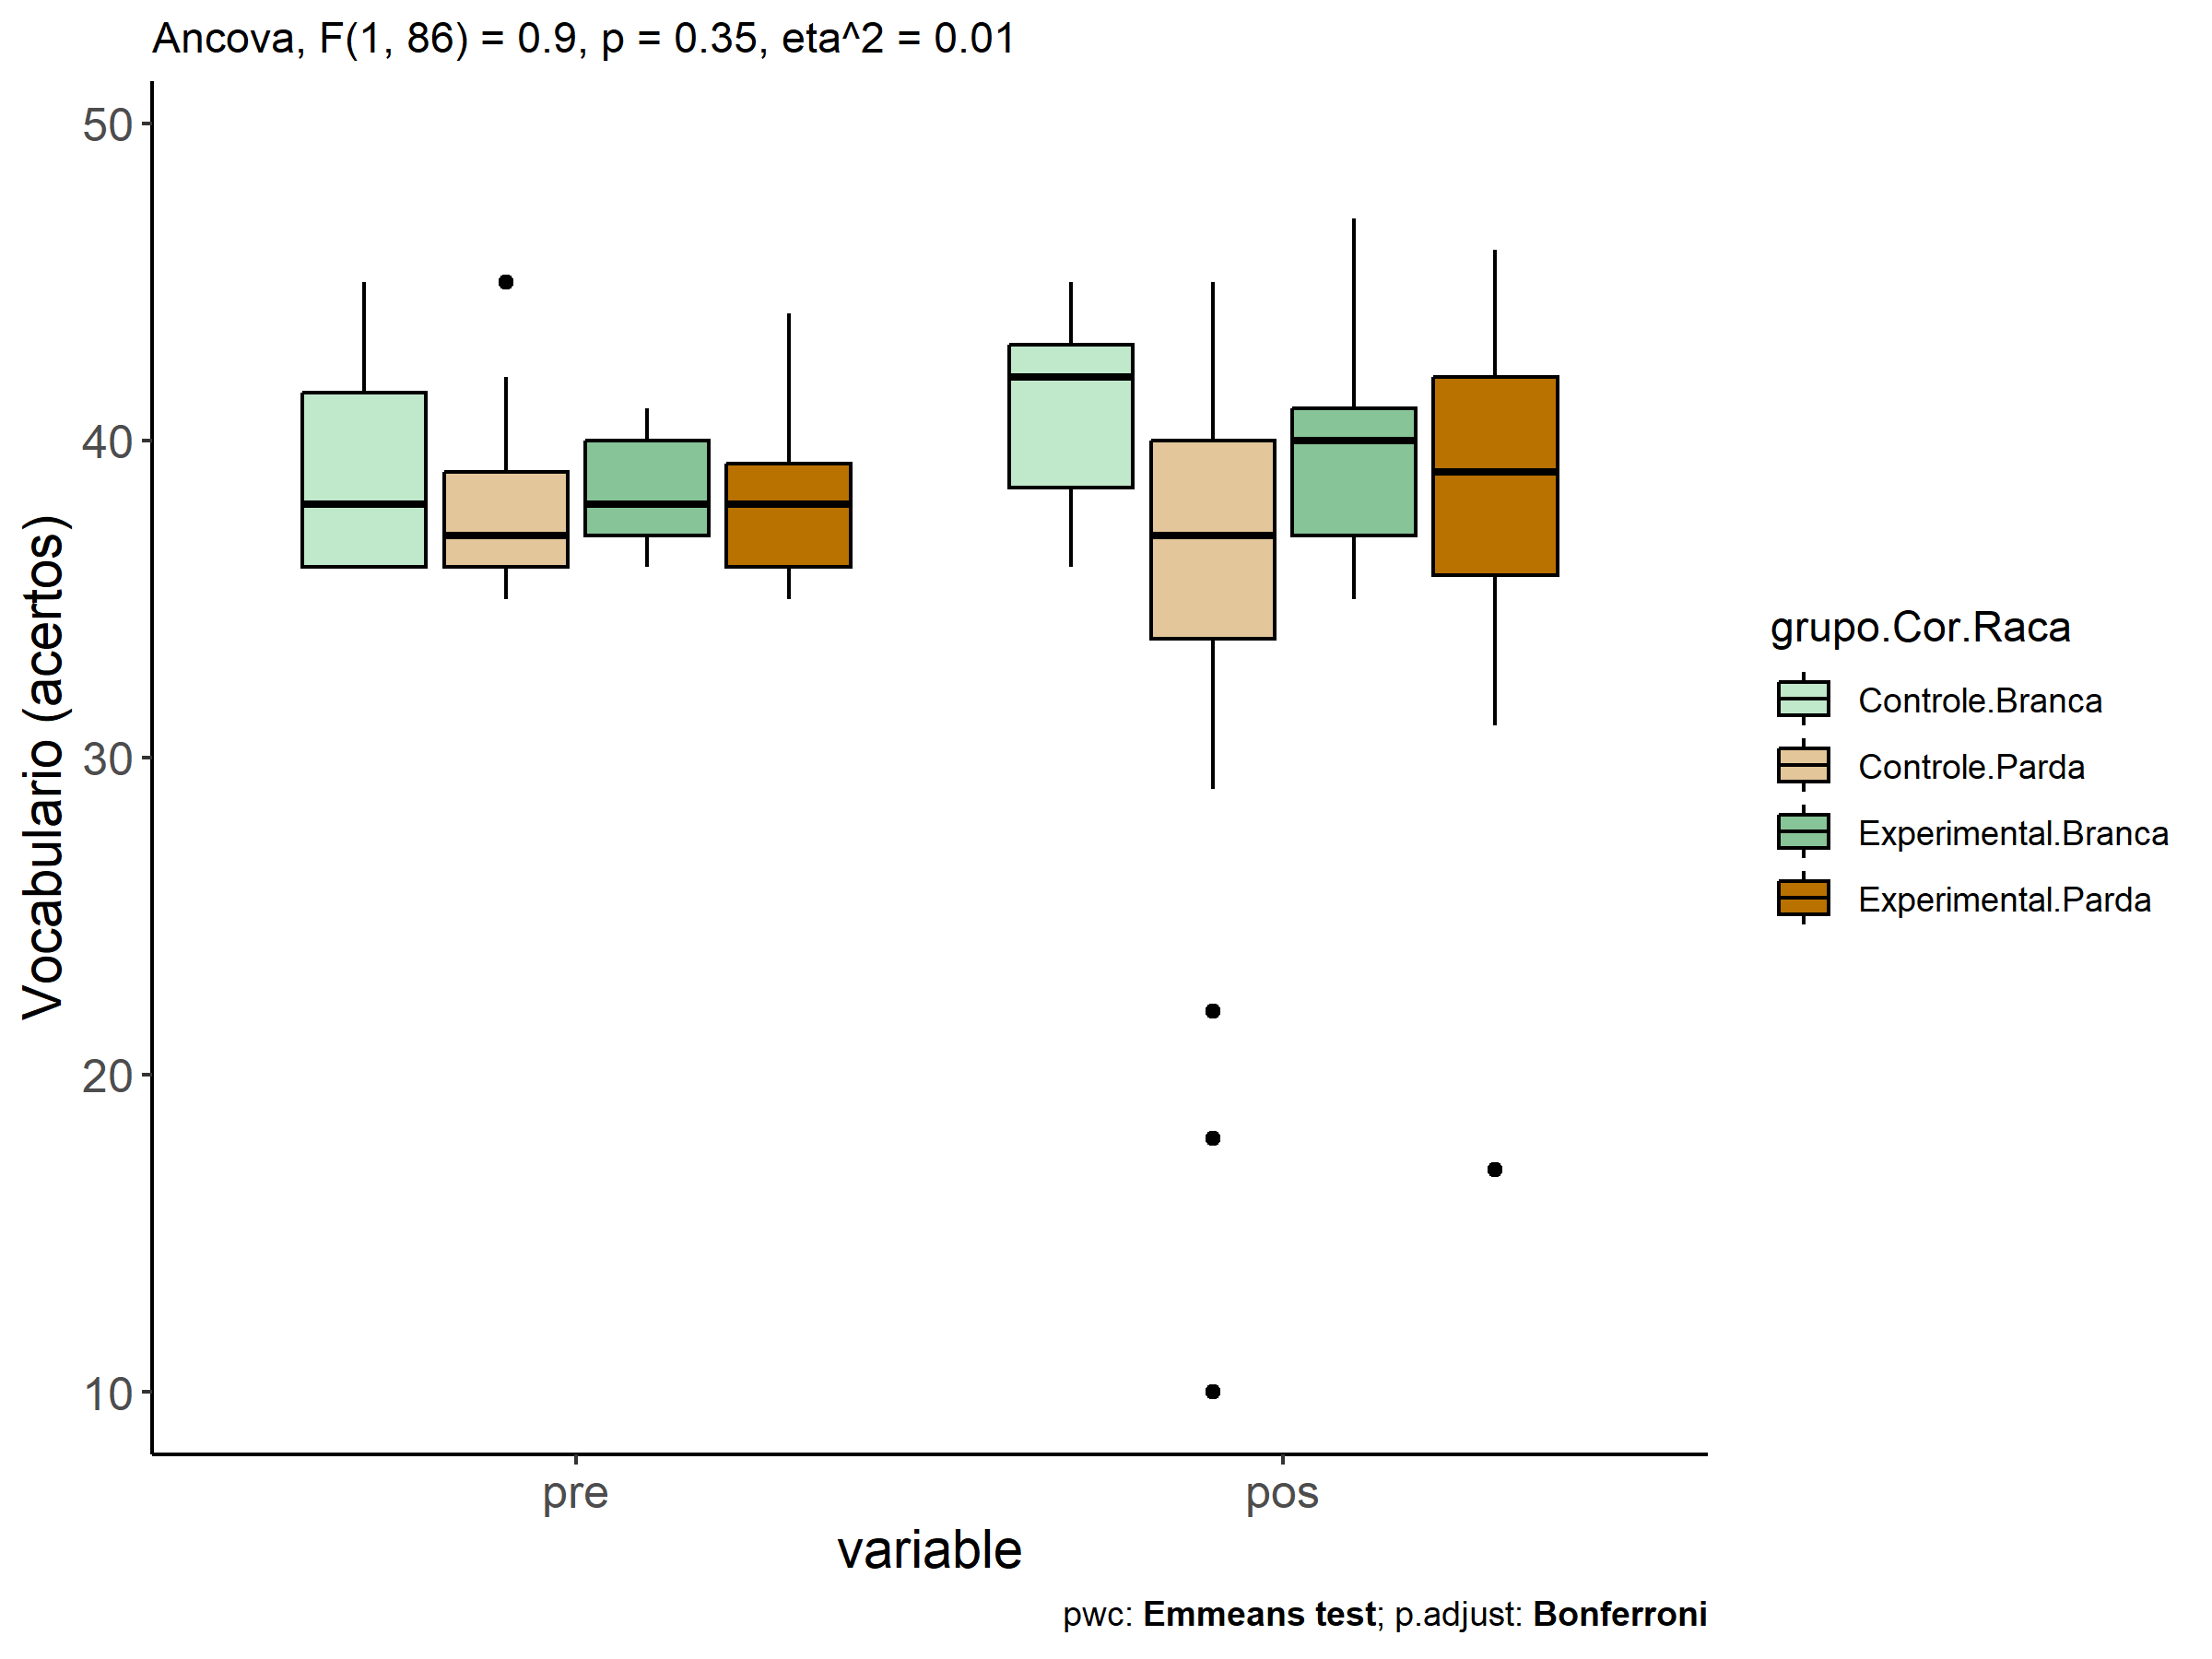 Ancova, F(1, 86) = 0.9, p = 0.35, eta^2 = 0.01
Vocabulario (acertos)
50
40
30
20
10
pre
pos
variable
grupo.Cor.Raca
Controle.Branca
Controle.Parda
Experimental.Branca
Experimental.Parda
pwc: Emmeans test; p.adjust: Bonferroni